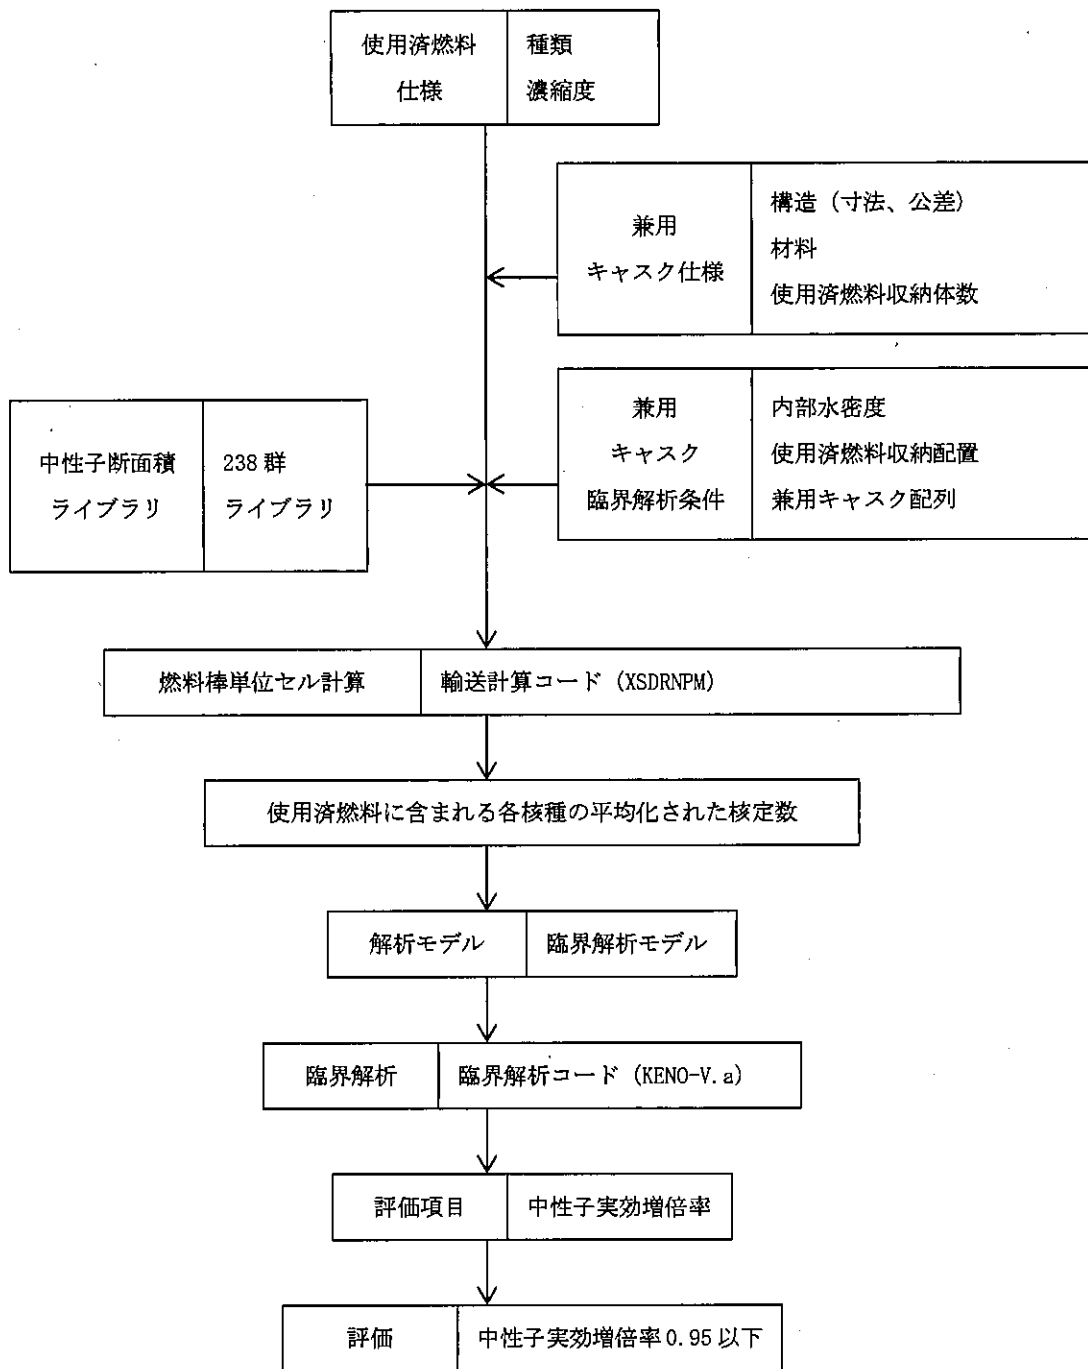 使用済燃料
仕様
種類
濃縮度
兼用
キャスク仕様
構造（寸法、公差）
材料
使用済燃料収納体数
中性子断面積
ライブラリ
238 群
ライブラリ
兼用
キャスク
臨界解析条件
内部水密度
使用済燃料収納配置
兼用キャスク配列
燃料棒単位セル計算
輸送計算コード（XSDRNPM）
使用済燃料に含まれる各核種の平均化された核定数
解析モデル
臨界解析モデル
臨界解析
臨界解析コード（KENO-V.a）
評価項目
中性子実効増倍率
評価
中性子実効増倍率 0.95 以下